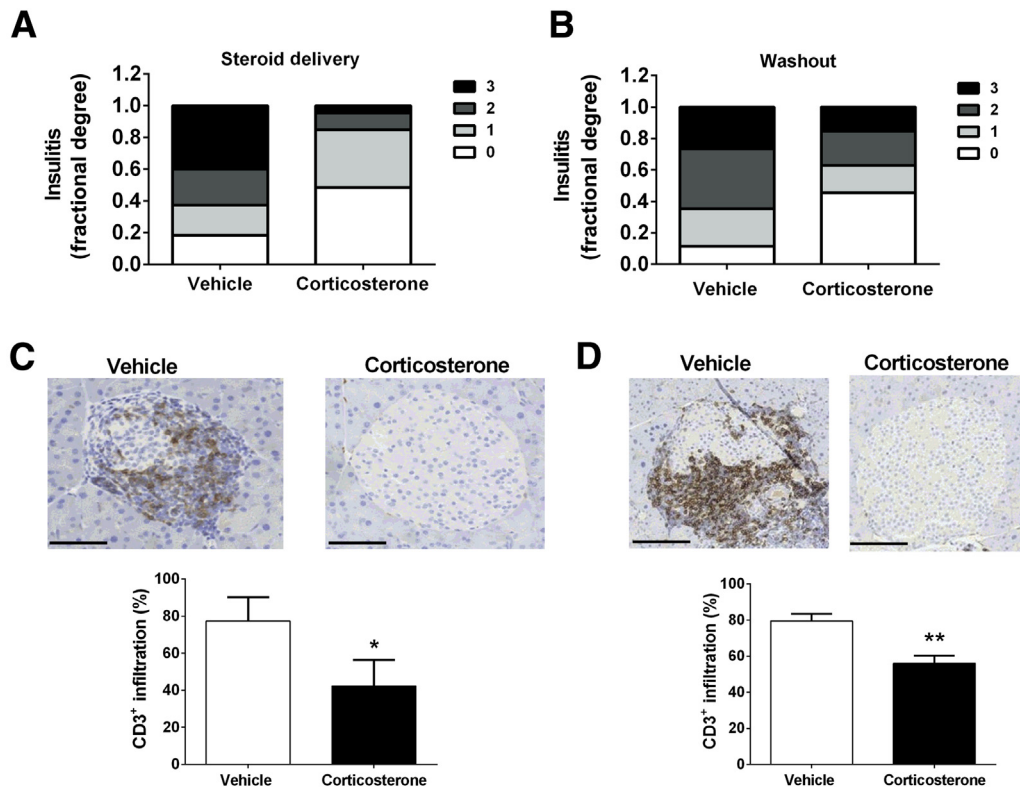 A
Steroid delivery
Insulitis
(fractional degree)
1.2
1.0
0.8
0.6
0.4
0.2
0.0
Vehicle
Corticosterone
3
2
1
0
B
Washout
Insulitis
(fractional degree)
1.2
1.0
0.8
0.6
0.4
0.2
0.0
Vehicle
Corticosterone
3
2
1
0
C
Vehicle
Corticosterone
CD3⁺ infiltration (%)
100
80
60
40
20
0
*
Vehicle
Corticosterone
D
Vehicle
Corticosterone
CD3⁺ infiltration (%)
100
80
60
40
20
0
**
Vehicle
Corticosterone